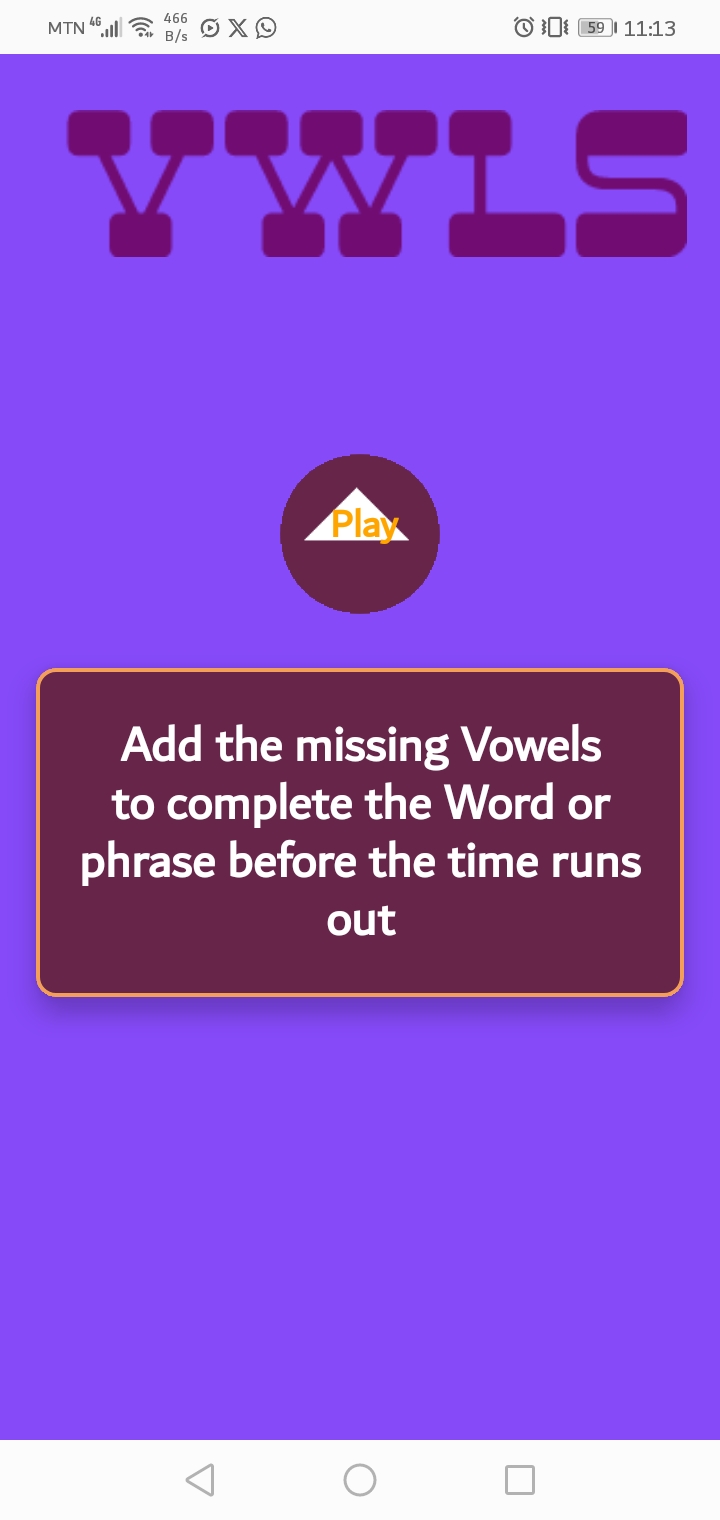 MTN 4G 466 B/s 59 11:13
VWLS
Play
Add the missing Vowels
to complete the Word or
phrase before the time runs
out